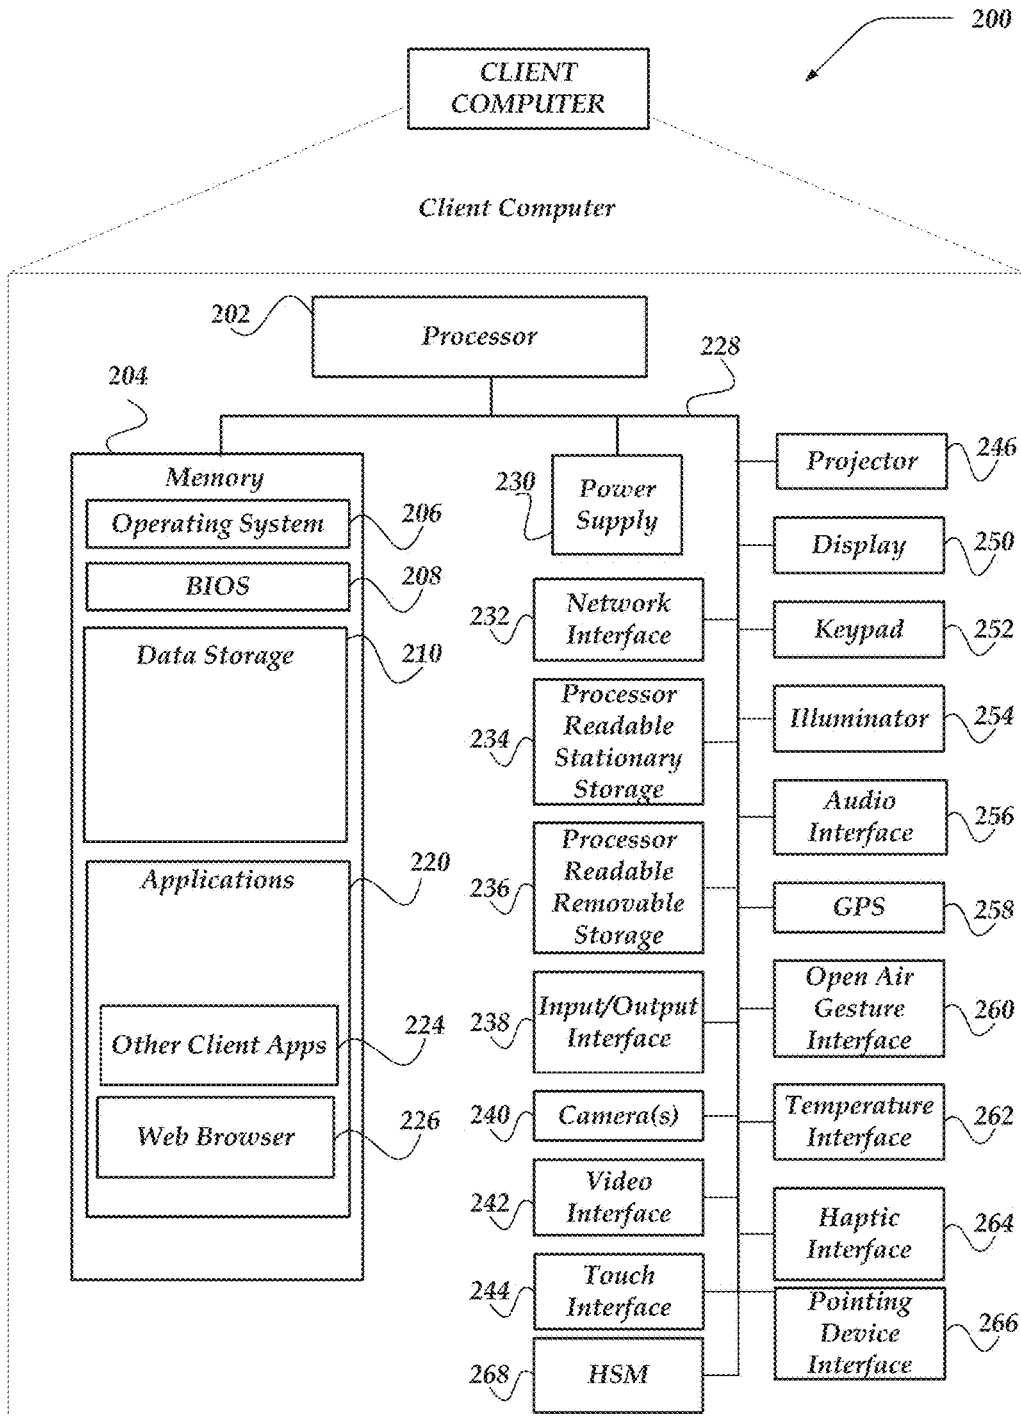 200
CLIENT
COMPUTER
Client Computer
202
Processor
228
204
Memory
Operating System
206
BIOS
208
Data Storage
210
Applications
220
Other Client Apps
224
Web Browser
226
230
Power
Supply
232
Network
Interface
234
Processor
Readable
Stationary
Storage
236
Processor
Readable
Removable
Storage
238
Input/Output
Interface
240
Camera(s)
242
Video
Interface
244
Touch
Interface
268
HSM
Projector
246
Display
250
Keypad
252
Illuminator
254
Audio
Interface
256
GPS
258
Open Air
Gesture
Interface
260
Temperature
Interface
262
Haptic
Interface
264
Pointing
Device
Interface
266